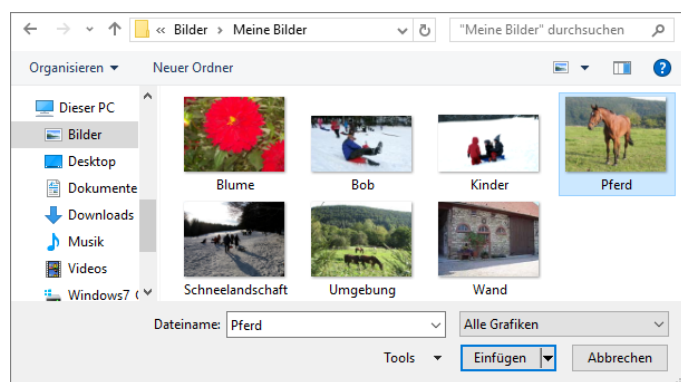 « Bilder › Meine Bilder "Meine Bilder" durchsuchen
Organisieren Neuer Ordner
Dieser PC
Bilder
Desktop
Dokumente
Downloads
Musik
Videos
Windows7 (
Blume Bob Kinder Pferd
Schneelandschaft Umgebung Wand
Dateiname: Pferd Alle Grafiken
Tools Einfügen Abbrechen